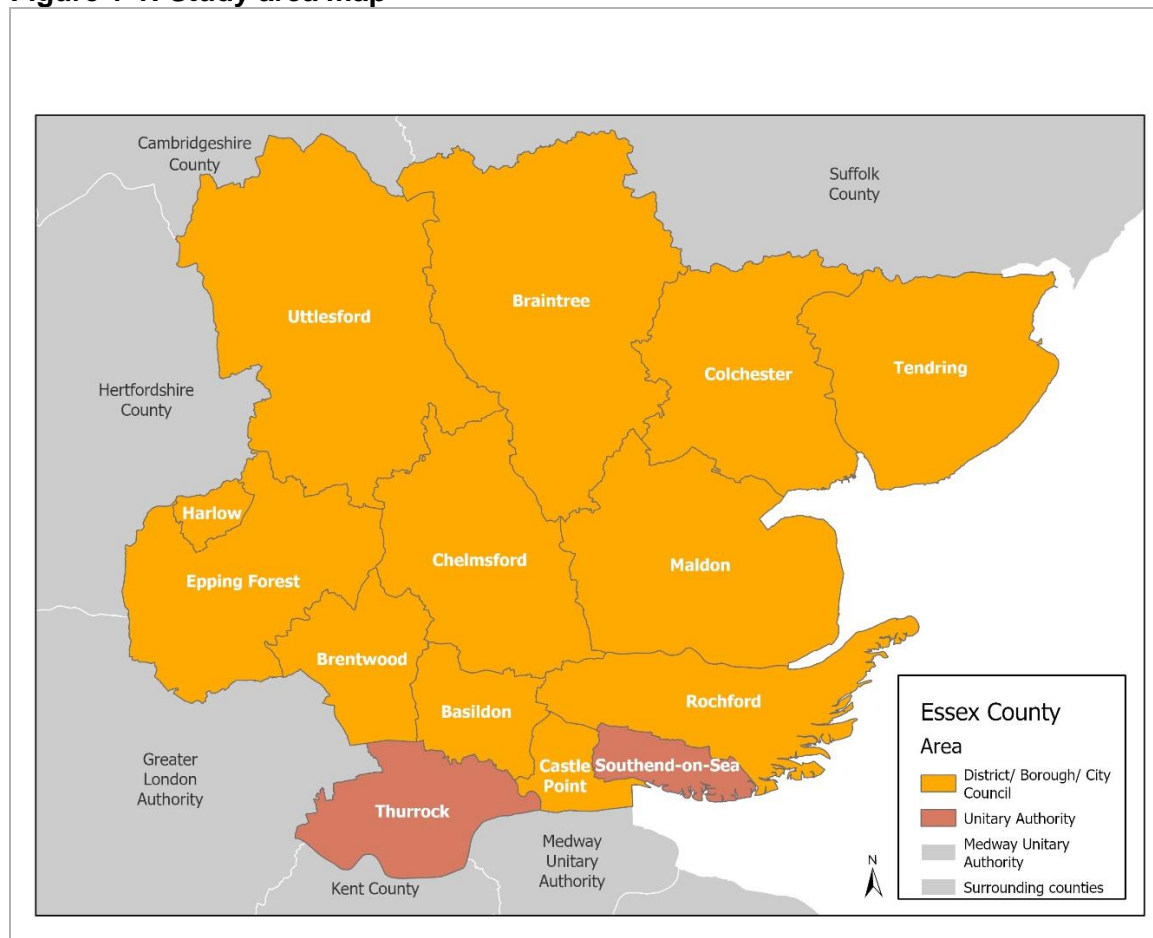 Figure 1-1: Study area map
Cambridgeshire
County
Suffolk
County
Uttlesford
Braintree
Colchester
Tendring
Hertfordshire
County
Harlow
Epping Forest
Chelmsford
Maldon
Brentwood
Basildon
Rochford
Castle
Point
Southend-on-Sea
Thurrock
Greater
London
Authority
Medway
Unitary
Authority
Kent County
N
Essex County
Area
District/ Borough/ City
Council
Unitary Authority
Medway Unitary
Authority
Surrounding counties